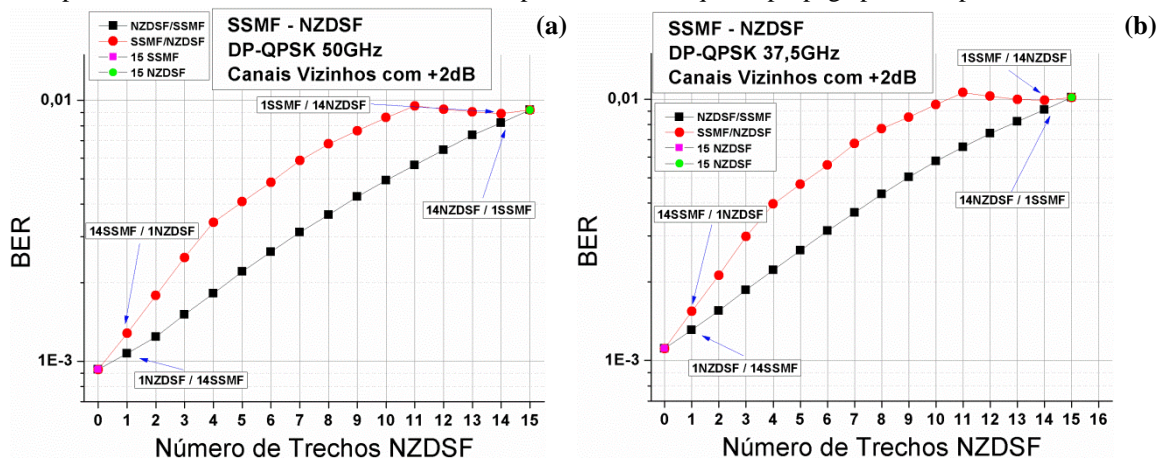 NZDSF/SSMF
SSMF/NZDSF
15 SSMF
15 NZDSF
SSMF - NZDSF
DP-QPSK 50GHz
Canais Vizinhos com +2dB
(a)
0,01
1E-3
BER
1SSMF / 14NZDSF
14SSMF / 1NZDSF
14NZDSF / 1SSMF
1NZDSF / 14SSMF
0 1 2 3 4 5 6 7 8 9 10 11 12 13 14 15
Número de Trechos NZDSF
SSMF - NZDSF
DP-QPSK 37,5GHz
Canais Vizinhos com +2dB
(b)
1SSMF / 14NZDSF
0,01
1E-3
BER
NZDSF/SSMF
SSMF/NZDSF
15 NZDSF
15 NZDSF
14SSMF / 1NZDSF
14NZDSF / 1SSMF
1NZDSF / 14SSMF
0 1 2 3 4 5 6 7 8 9 10 11 12 13 14 15 16
Número de Trechos NZDSF